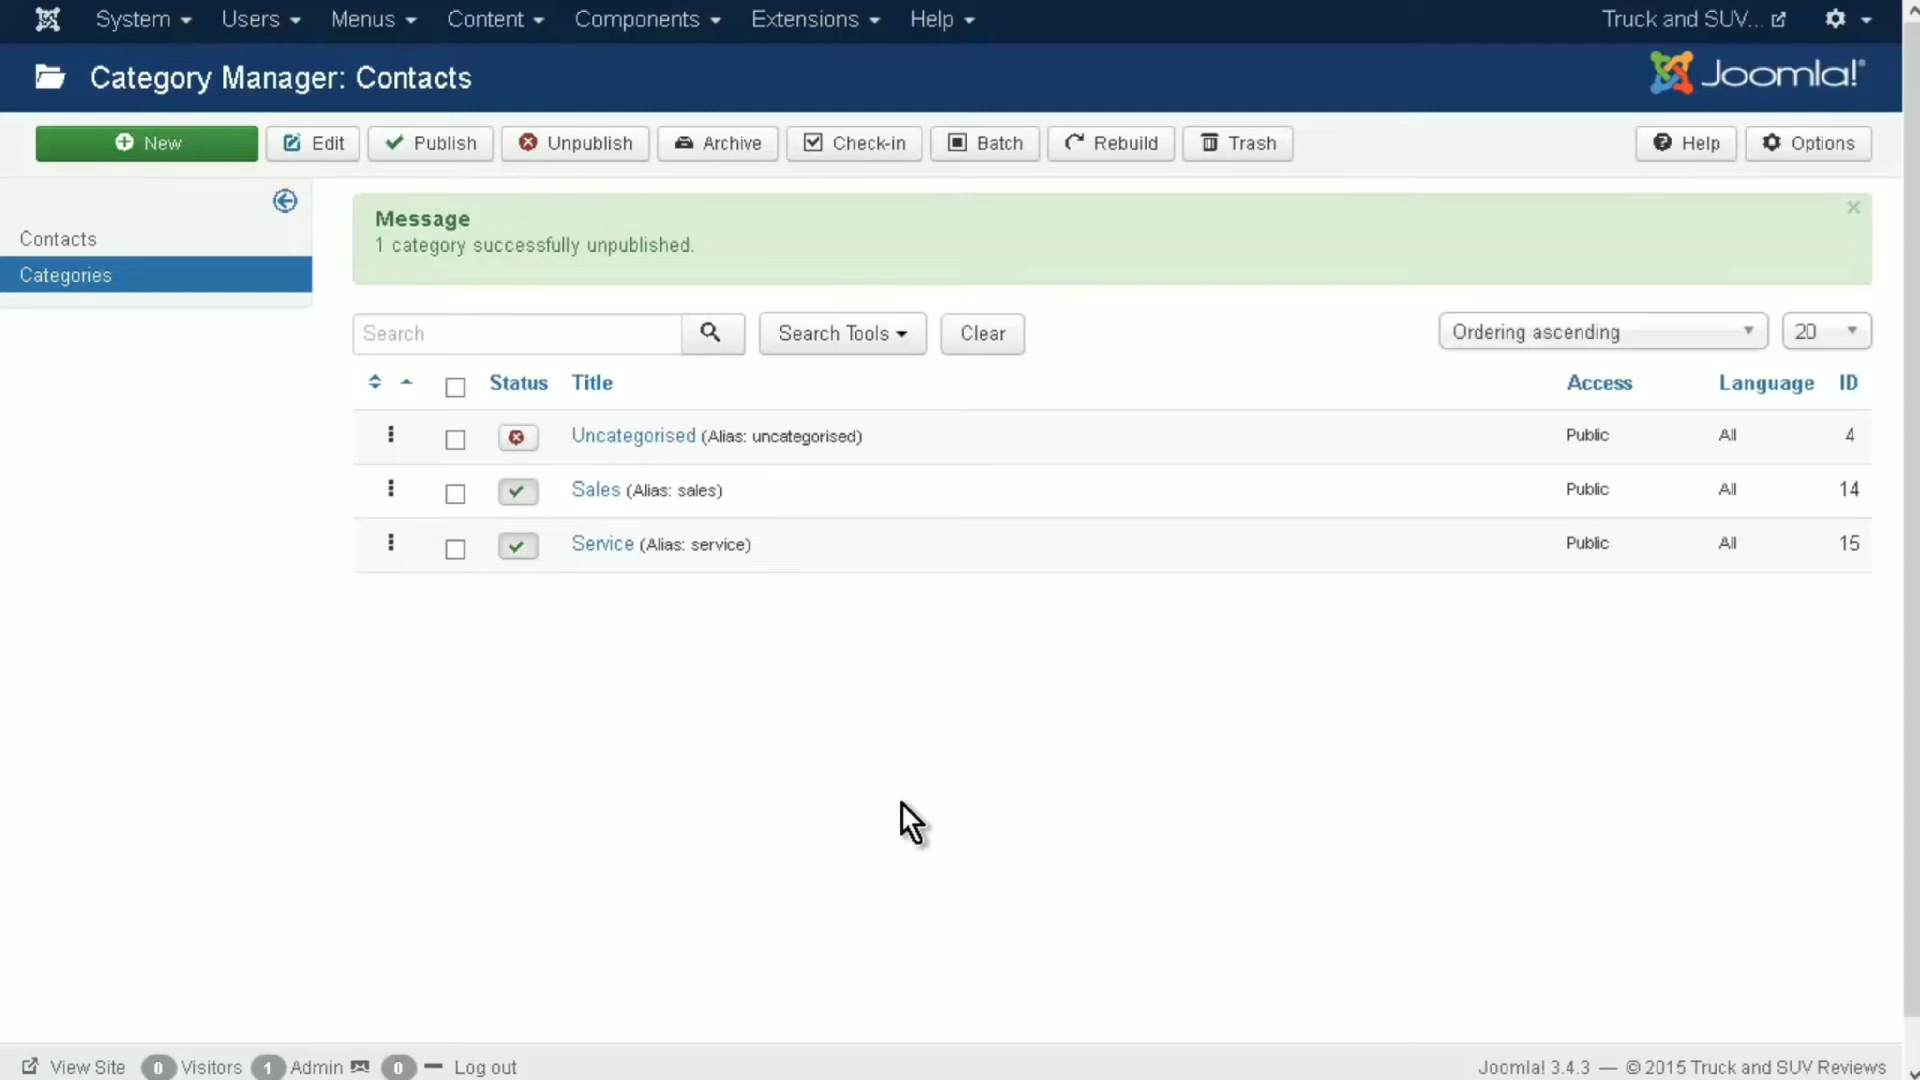 System Users Menus Content Components Extensions Help Truck and SUV...
Category Manager: Contacts Joomla!®
New Edit Publish Unpublish Archive Check-in Batch Rebuild Trash Help Options
Message
1 category successfully unpublished.
Contacts
Categories
Search Search Tools Clear Ordering ascending 20
Status Title Access Language ID
Uncategorised (Alias: uncategorised) Public All 4
Sales (Alias: sales) Public All 14
Service (Alias: service) Public All 15
View Site 0 Visitors 1 Admin 0 Log out Joomla! 3.4.3 — © 2015 Truck and SUV Reviews